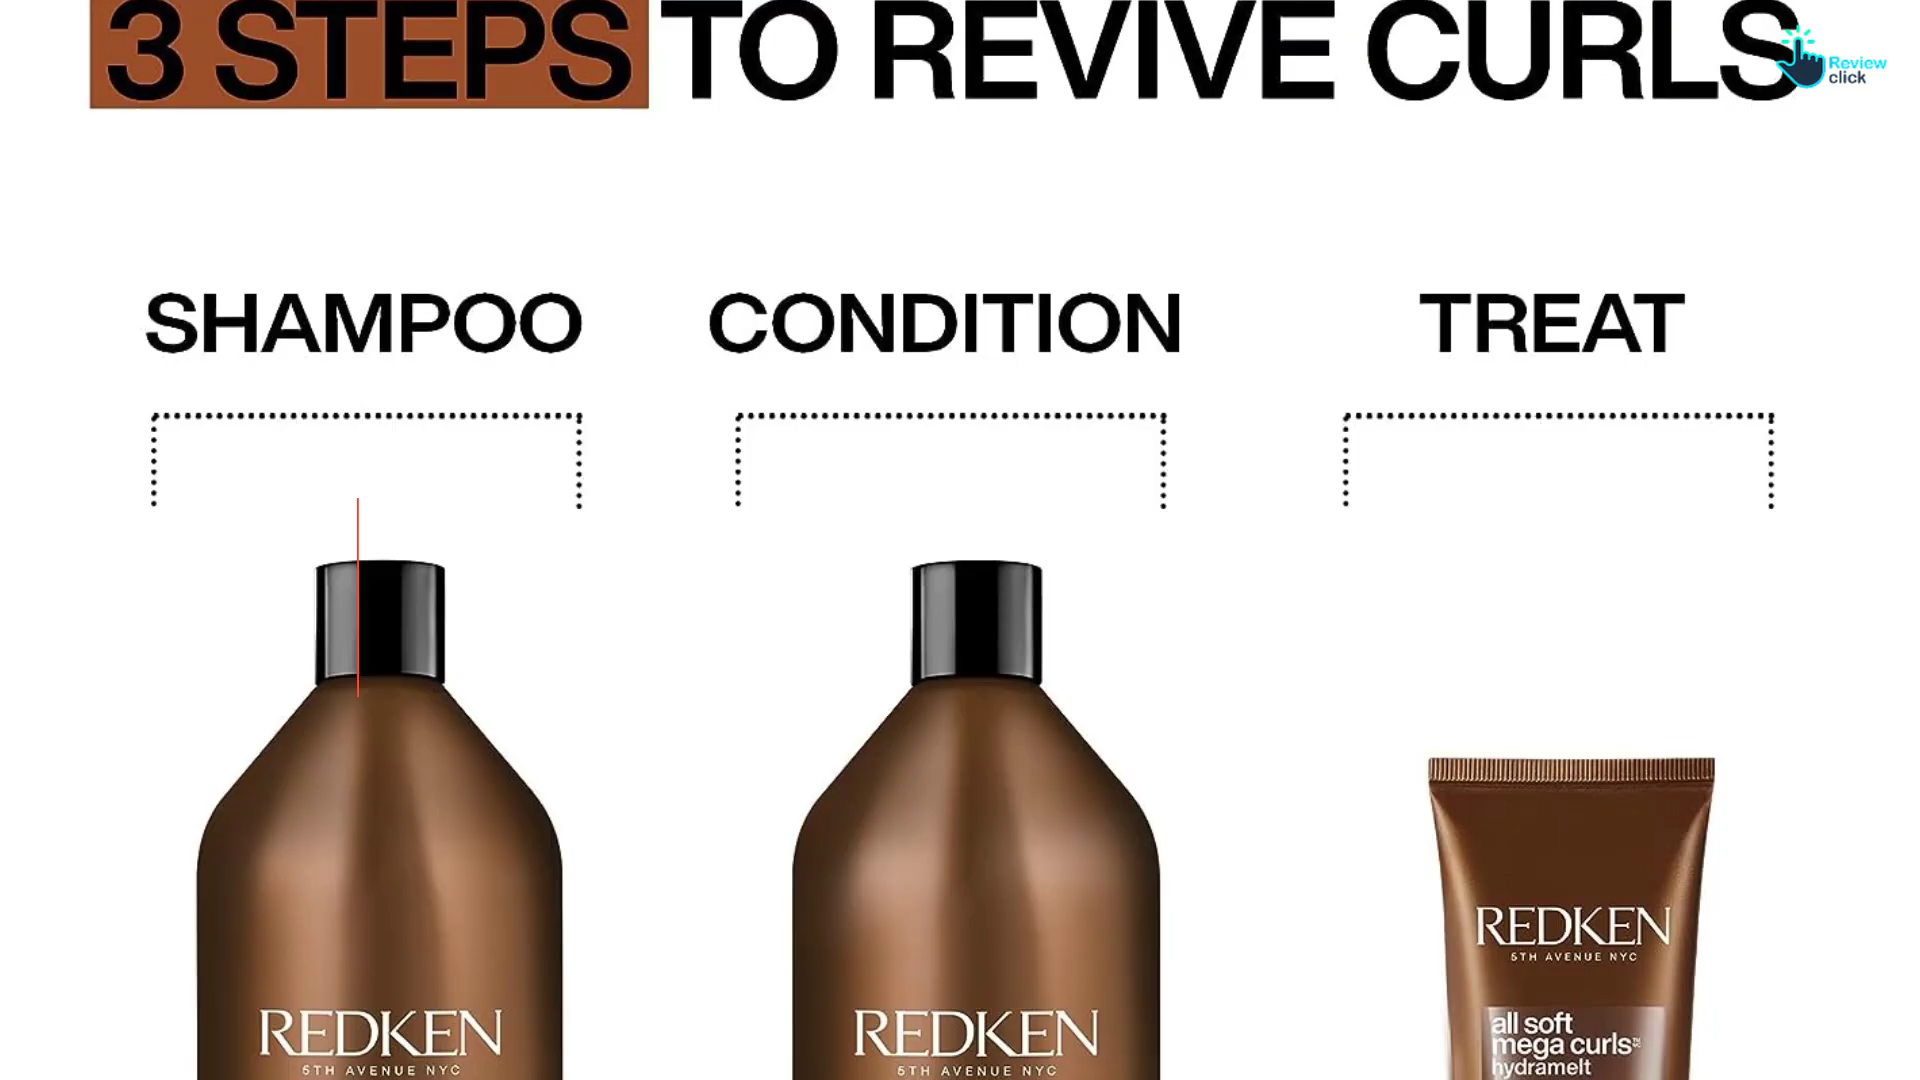 3 STEPS TO REVIVE CURLS
Review
click
SHAMPOO CONDITION TREAT
REDKEN
5TH AVENUE NYC
REDKEN
5TH AVENUE NYC
REDKEN
5TH AVENUE NYC
all soft
mega curls™
hydramelt